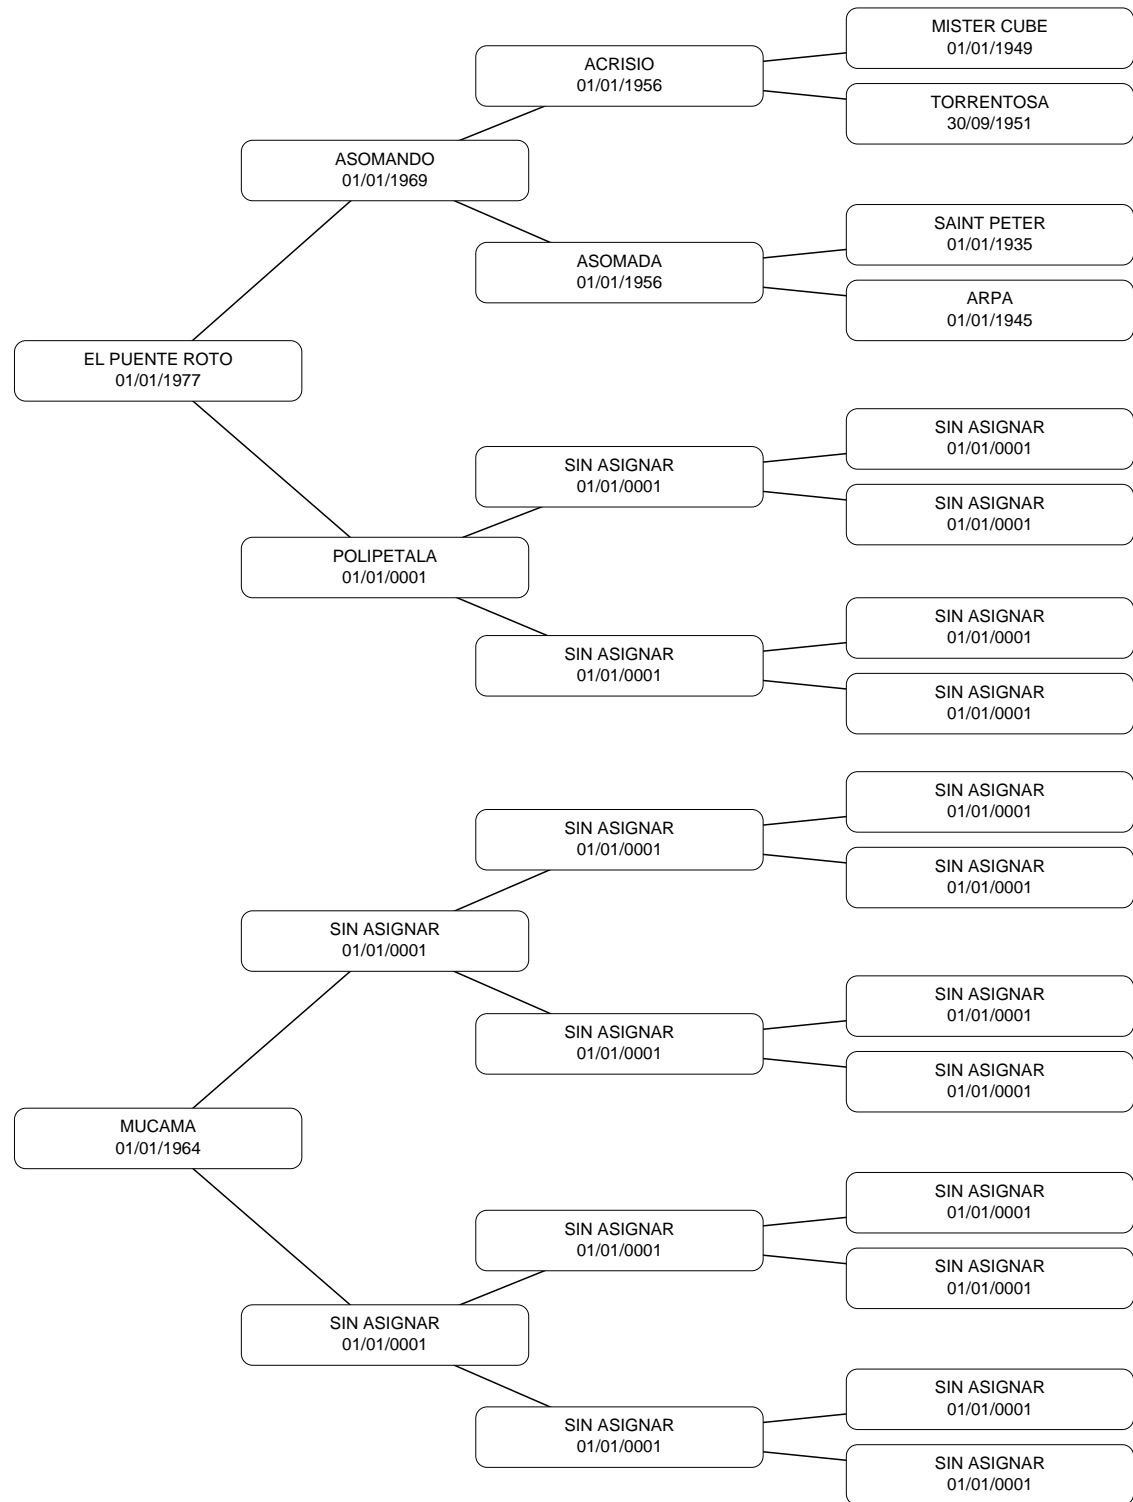 MISTER CUBE
01/01/1949
ACRISIO
01/01/1956
TORRENTOSA
30/09/1951
ASOMANDO
01/01/1969
SAINT PETER
01/01/1935
ASOMADA
01/01/1956
ARPA
01/01/1945
EL PUENTE ROTO
01/01/1977
SIN ASIGNAR
01/01/0001
SIN ASIGNAR
01/01/0001
SIN ASIGNAR
01/01/0001
POLIPETALA
01/01/0001
SIN ASIGNAR
01/01/0001
SIN ASIGNAR
01/01/0001
SIN ASIGNAR
01/01/0001
SIN ASIGNAR
01/01/0001
SIN ASIGNAR
01/01/0001
SIN ASIGNAR
01/01/0001
SIN ASIGNAR
01/01/0001
SIN ASIGNAR
01/01/0001
SIN ASIGNAR
01/01/0001
SIN ASIGNAR
01/01/0001
MUCAMA
01/01/1964
SIN ASIGNAR
01/01/0001
SIN ASIGNAR
01/01/0001
SIN ASIGNAR
01/01/0001
SIN ASIGNAR
01/01/0001
SIN ASIGNAR
01/01/0001
SIN ASIGNAR
01/01/0001
SIN ASIGNAR
01/01/0001